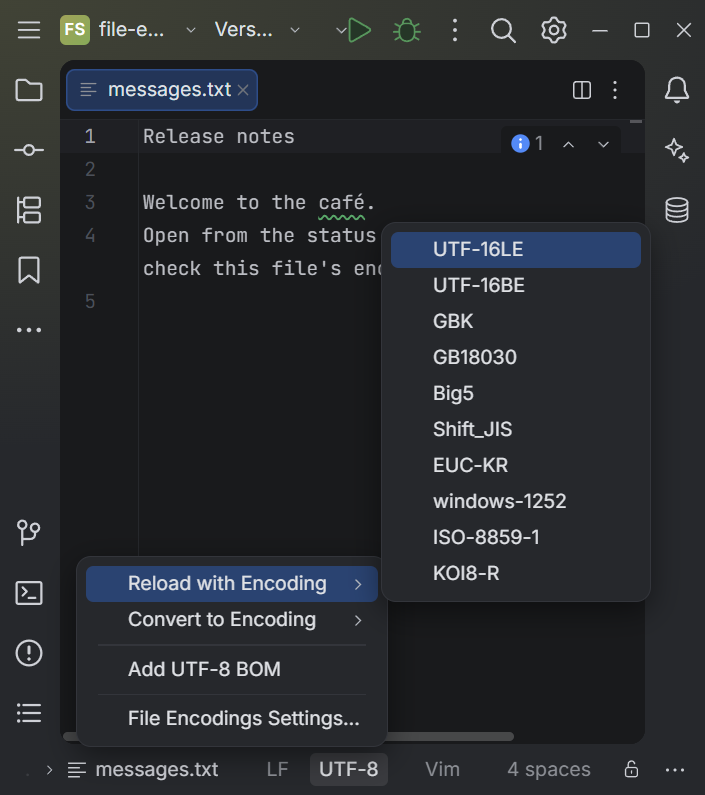 FS file-e... Vers...
messages.txt
1 Release notes
1
2
3 Welcome to the café.
4 Open from the status
check this file's enc
5
UTF-16LE
UTF-16BE
GBK
GB18030
Big5
Shift_JIS
EUC-KR
windows-1252
ISO-8859-1
KOI8-R
Reload with Encoding
Convert to Encoding
Add UTF-8 BOM
File Encodings Settings...
messages.txt LF UTF-8 Vim 4 spaces